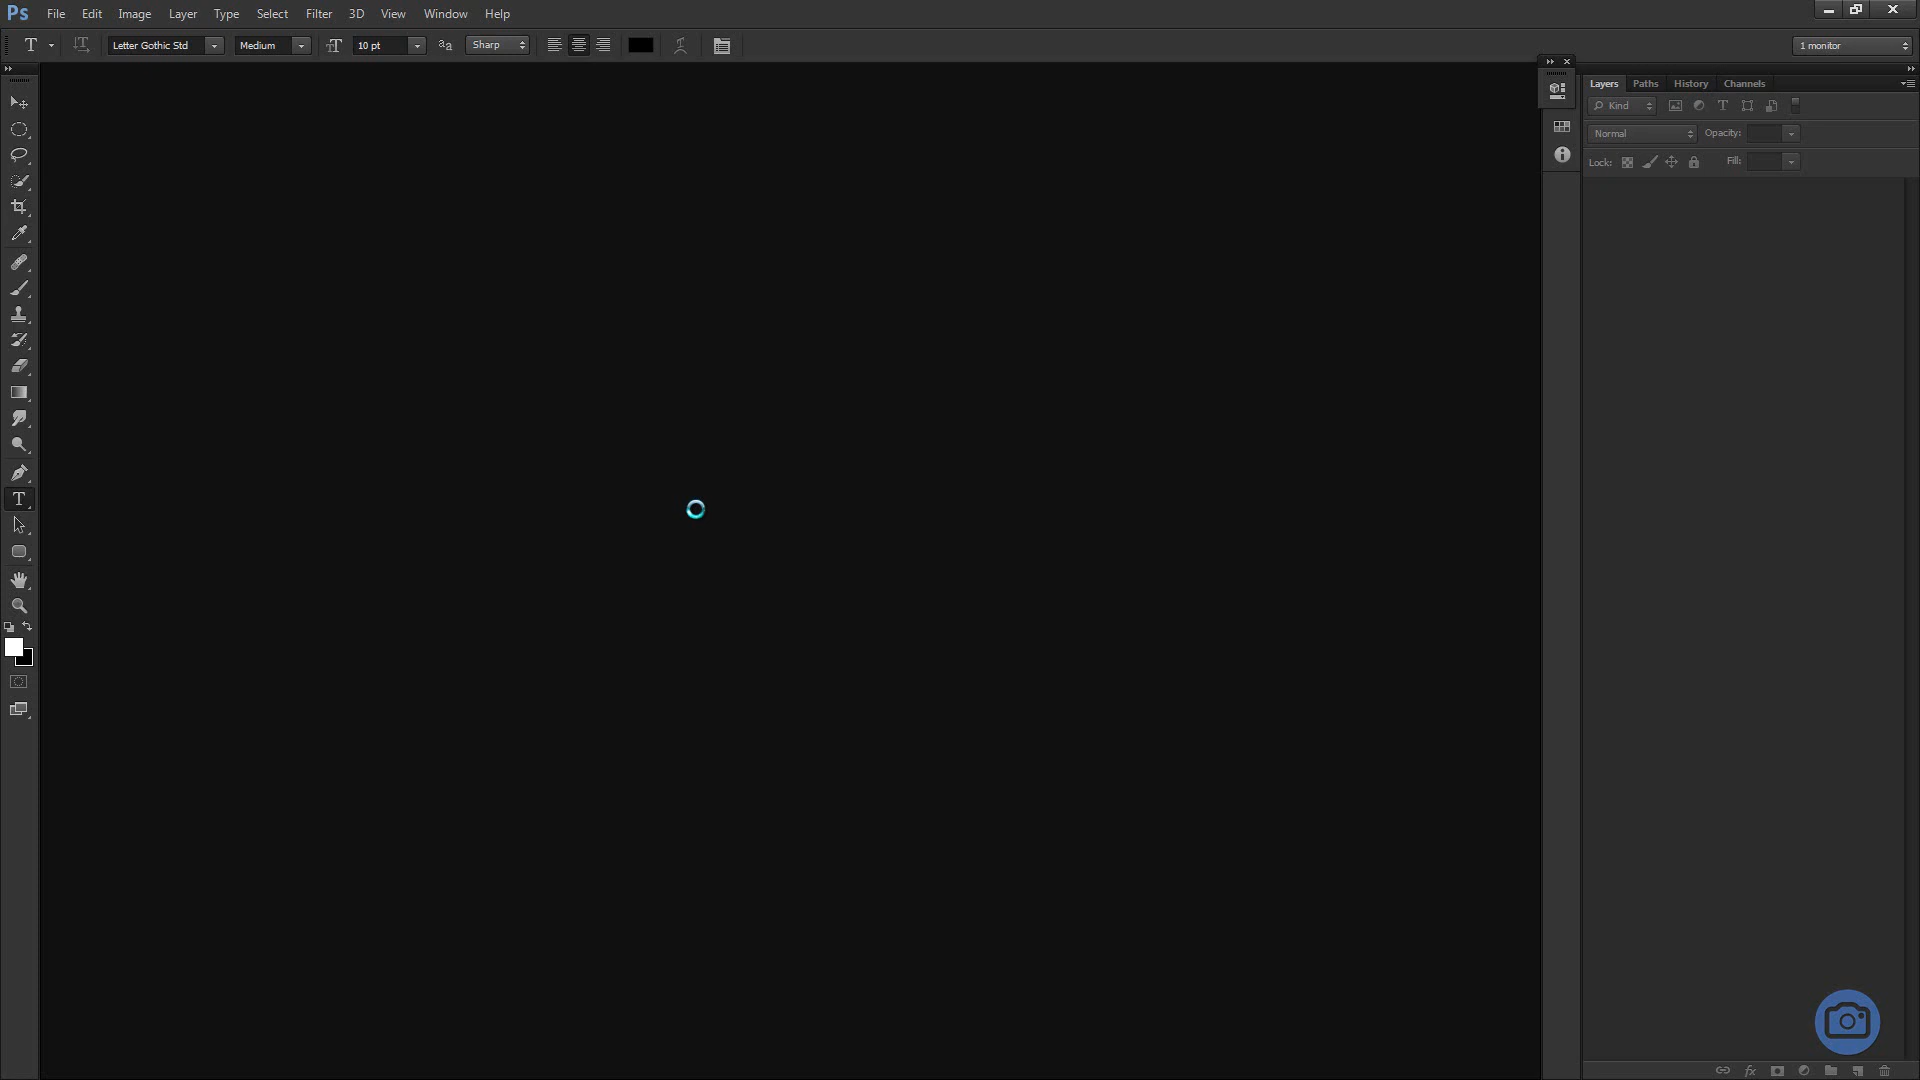 Ps File Edit Image Layer Type Select Filter 3D View Window Help
T Letter Gothic Std Medium 10 pt Sharp 1 monitor
Layers Paths History Channels
Kind
Normal Opacity:
Lock: Fill: